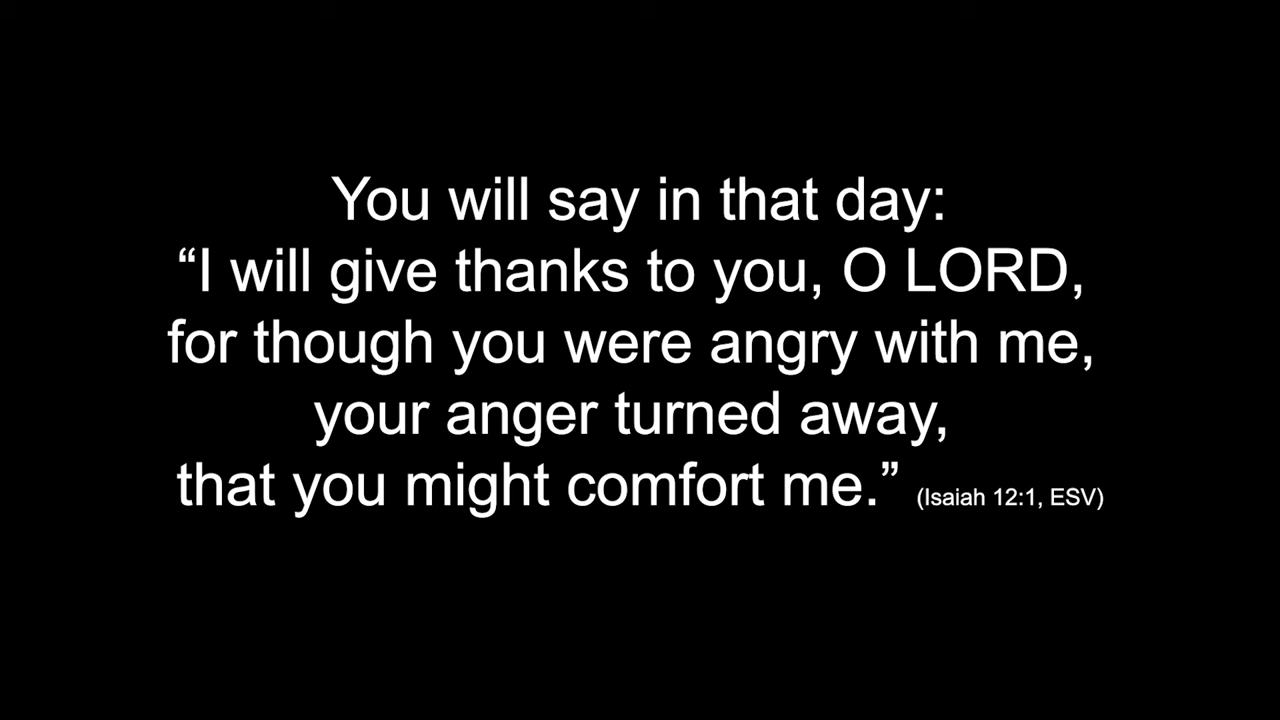 You will say in that day:
“I will give thanks to you, O LORD,
for though you were angry with me,
your anger turned away,
that you might comfort me.” (Isaiah 12:1, ESV)